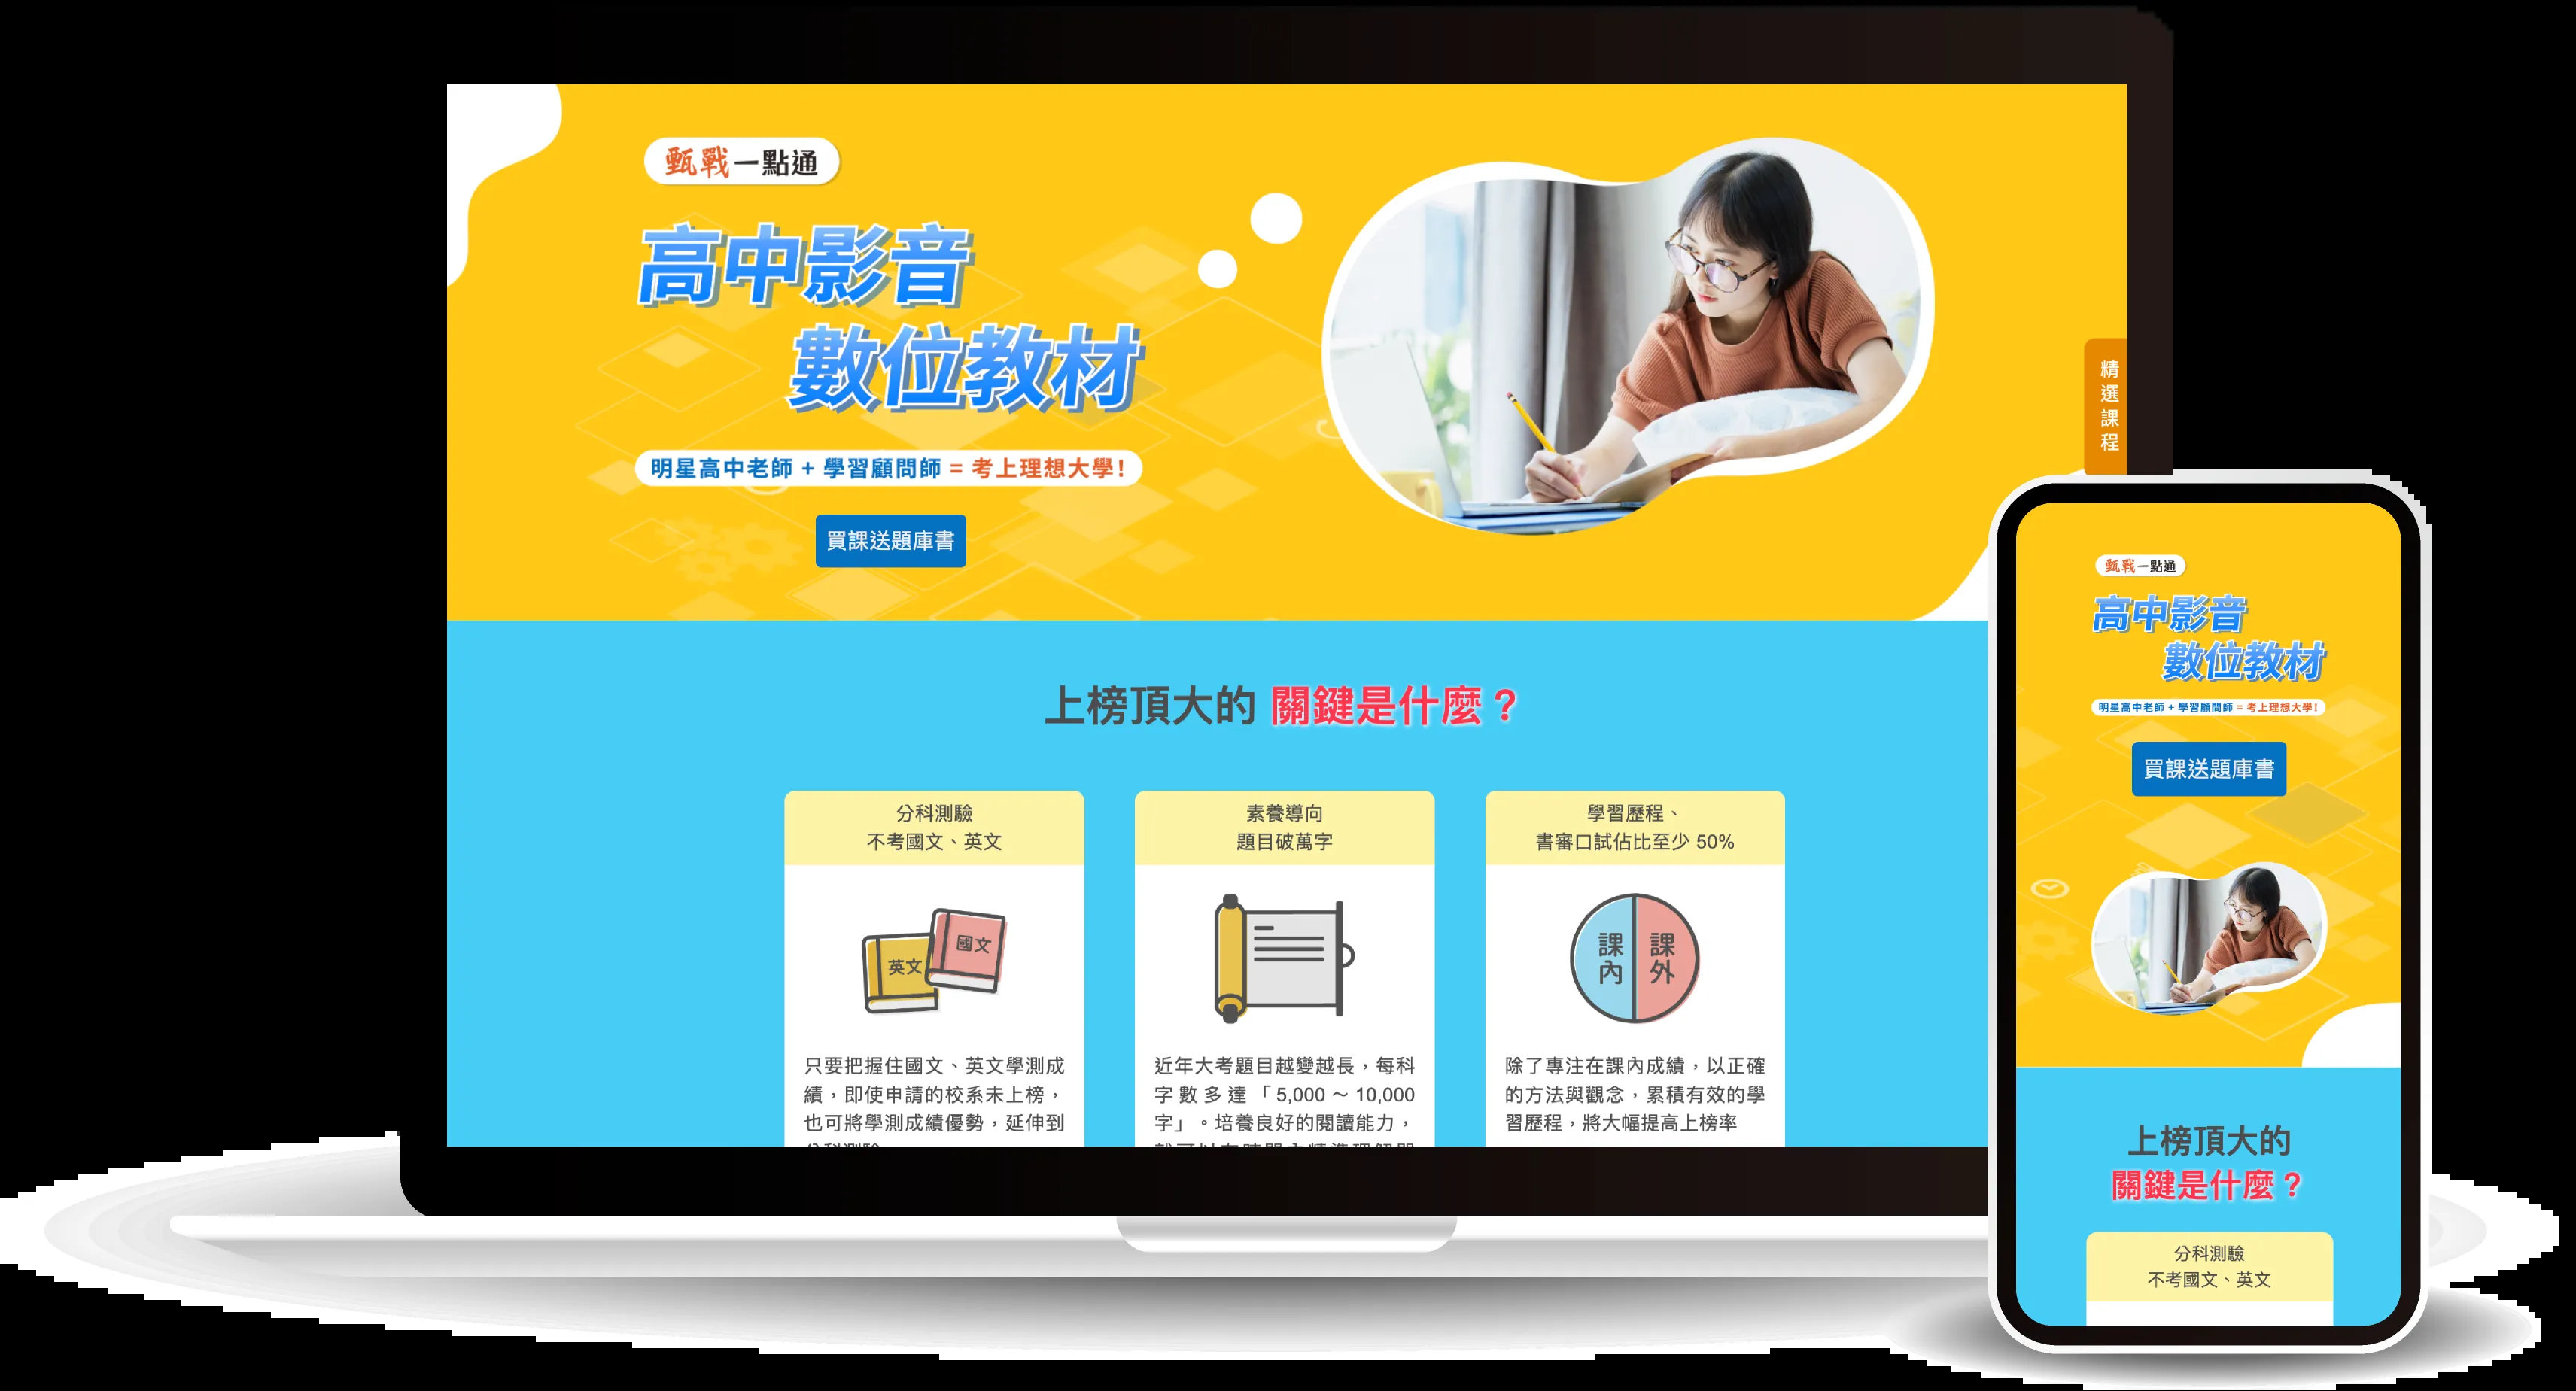 甄戰一點通
高中影音
數位教材
明星高中老師 + 學習顧問師 = 考上理想大學!
買課送題庫書
精選課程
上榜頂大的 關鍵是什麼?
分科測驗
不考國文、英文
英文
國文
只要把握住國文、英文學測成
績,即使申請的校系未上榜,
也可將學測成績優勢,延伸到
素養導向
題目破萬字
近年大考題目越變越長,每科
字數多達「5,000～10,000
字」。培養良好的閱讀能力,
學習歷程、
書審口試佔比至少 50%
課內
課外
除了專注在課內成績,以正確
的方法與觀念,累積有效的學
習歷程,將大幅提高上榜率
甄戰一點通
高中影音
數位教材
明星高中老師 + 學習顧問師 = 考上理想大學!
買課送題庫書
上榜頂大的
關鍵是什麼?
分科測驗
不考國文、英文